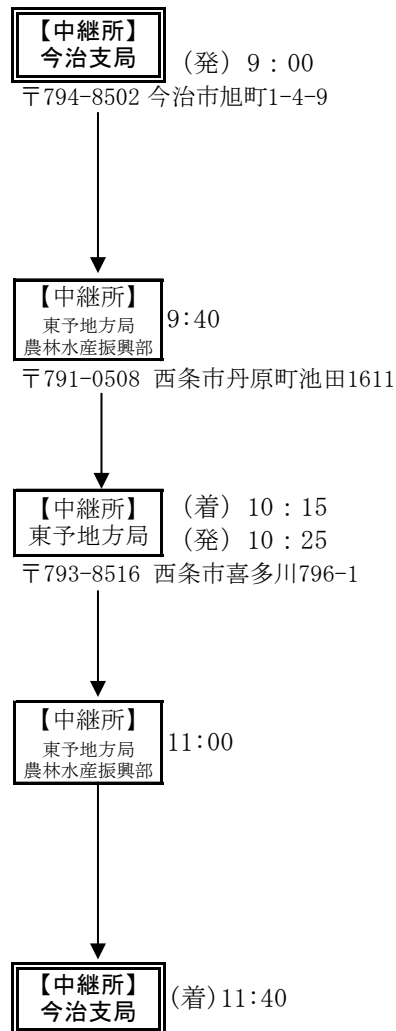 【中継所】
今治支局
（発）9：00
〒794-8502 今治市旭町1-4-9
【中継所】
東予地方局
農林水産振興部
9:40
〒791-0508 西条市丹原町池田1611
【中継所】
東予地方局
（着）10：15
（発）10：25
〒793-8516 西条市喜多川796-1
【中継所】
東予地方局
農林水産振興部
11:00
【中継所】
今治支局
（着）11:40